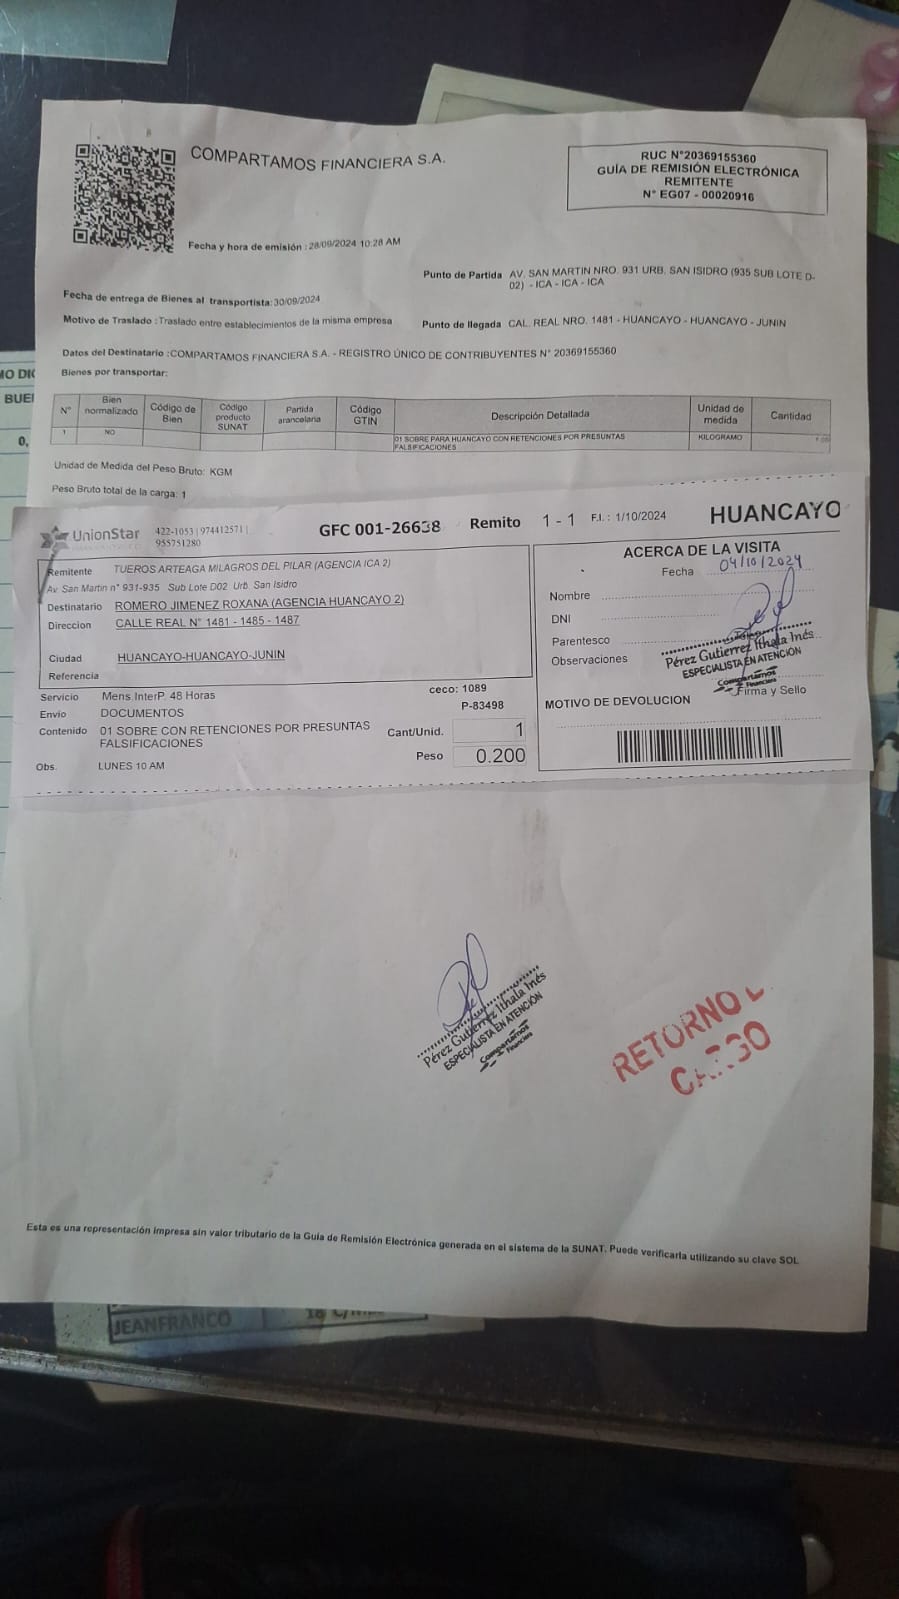 COMPARTAMOS FINANCIERA S.A.
RUC N°20369155360
GUÍA DE REMISIÓN ELECTRÓNICA
REMITENTE
N° EG07 - 00020916
Fecha y hora de emisión : 28/09/2024 10:28 AM
Punto de Partida AV. SAN MARTIN NRO. 931 URB. SAN ISIDRO (935 SUB LOTE D-
02) - ICA - ICA - ICA
Fecha de entrega de Bienes al transportista: 30/09/2024
Motivo de Traslado : Traslado entre establecimientos de la misma empresa
Punto de llegada CAL. REAL NRO. 1481 - HUANCAYO - HUANCAYO - JUNIN
Datos del Destinatario : COMPARTAMOS FINANCIERA S.A. - REGISTRO ÚNICO DE CONTRIBUYENTES N° 20369155360
Bienes por transportar:
N° Bien normalizado Código de Bien Código producto SUNAT Partida arancelaria Código GTIN Descripción Detallada Unidad de medida Cantidad
1 NO 01 SOBRE PARA HUANCAYO CON RETENCIONES POR PRESUNTAS FALSIFICACIONES KILOGRAMO
Unidad de Medida del Peso Bruto: KGM
Peso Bruto total de la carga: 1
UnionStar
422-1053 | 974412571 |
955751280
GFC 001-26638 Remito 1 - 1 F.I. : 1/10/2024 HUANCAYO
Remitente TUEROS ARTEAGA MILAGROS DEL PILAR (AGENCIA ICA 2)
Av. San Martin n° 931-935 Sub Lote D02 Urb. San Isidro
Destinatario ROMERO JIMENEZ ROXANA (AGENCIA HUANCAYO 2)
Direccion CALLE REAL N° 1481 - 1485 - 1487
Ciudad HUANCAYO-HUANCAYO-JUNIN
Referencia
Servicio Mens.InterP. 48 Horas
ceco: 1089
Envio DOCUMENTOS
P-83498
Contenido 01 SOBRE CON RETENCIONES POR PRESUNTAS
FALSIFICACIONES
Cant/Unid. 1
Peso 0.200
Obs. LUNES 10 AM
ACERCA DE LA VISITA
Fecha 04/10/2024
Nombre
DNI
Parentesco
Observaciones
Pérez Gutierrez Ithala Inés
ESPECIALISTA EN ATENCIÓN
Compartamos
Financiera
Firma y Sello
MOTIVO DE DEVOLUCION
Pérez Gutierrez Ithala Inés
ESPECIALISTA EN ATENCIÓN
Compartamos
Financiera
RETORNO
Esta es una representación impresa sin valor tributario de la Guía de Remisión Electrónica generada en el sistema de la SUNAT. Puede verificarla utilizando su clave SOL
JEANFRANCO